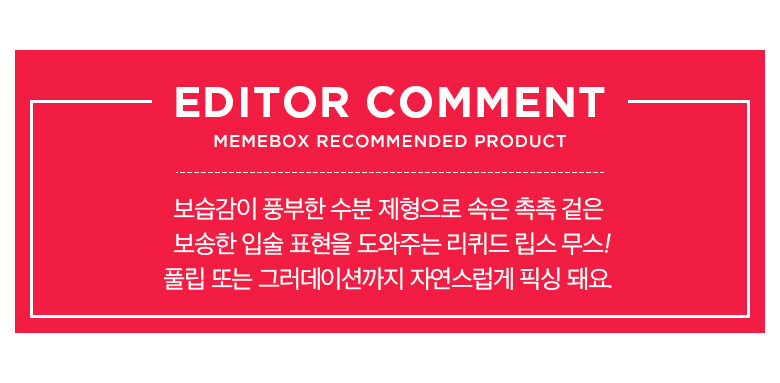 EDITOR COMMENT
MEMEBOX RECOMMENDED PRODUCT
보습감이 풍부한 수분 제형으로 속은 촉촉 겉은
보송한 입술 표현을 도와주는 리퀴드 립스 무스!
풀립 또는 그러데이션까지 자연스럽게 픽싱 돼요.